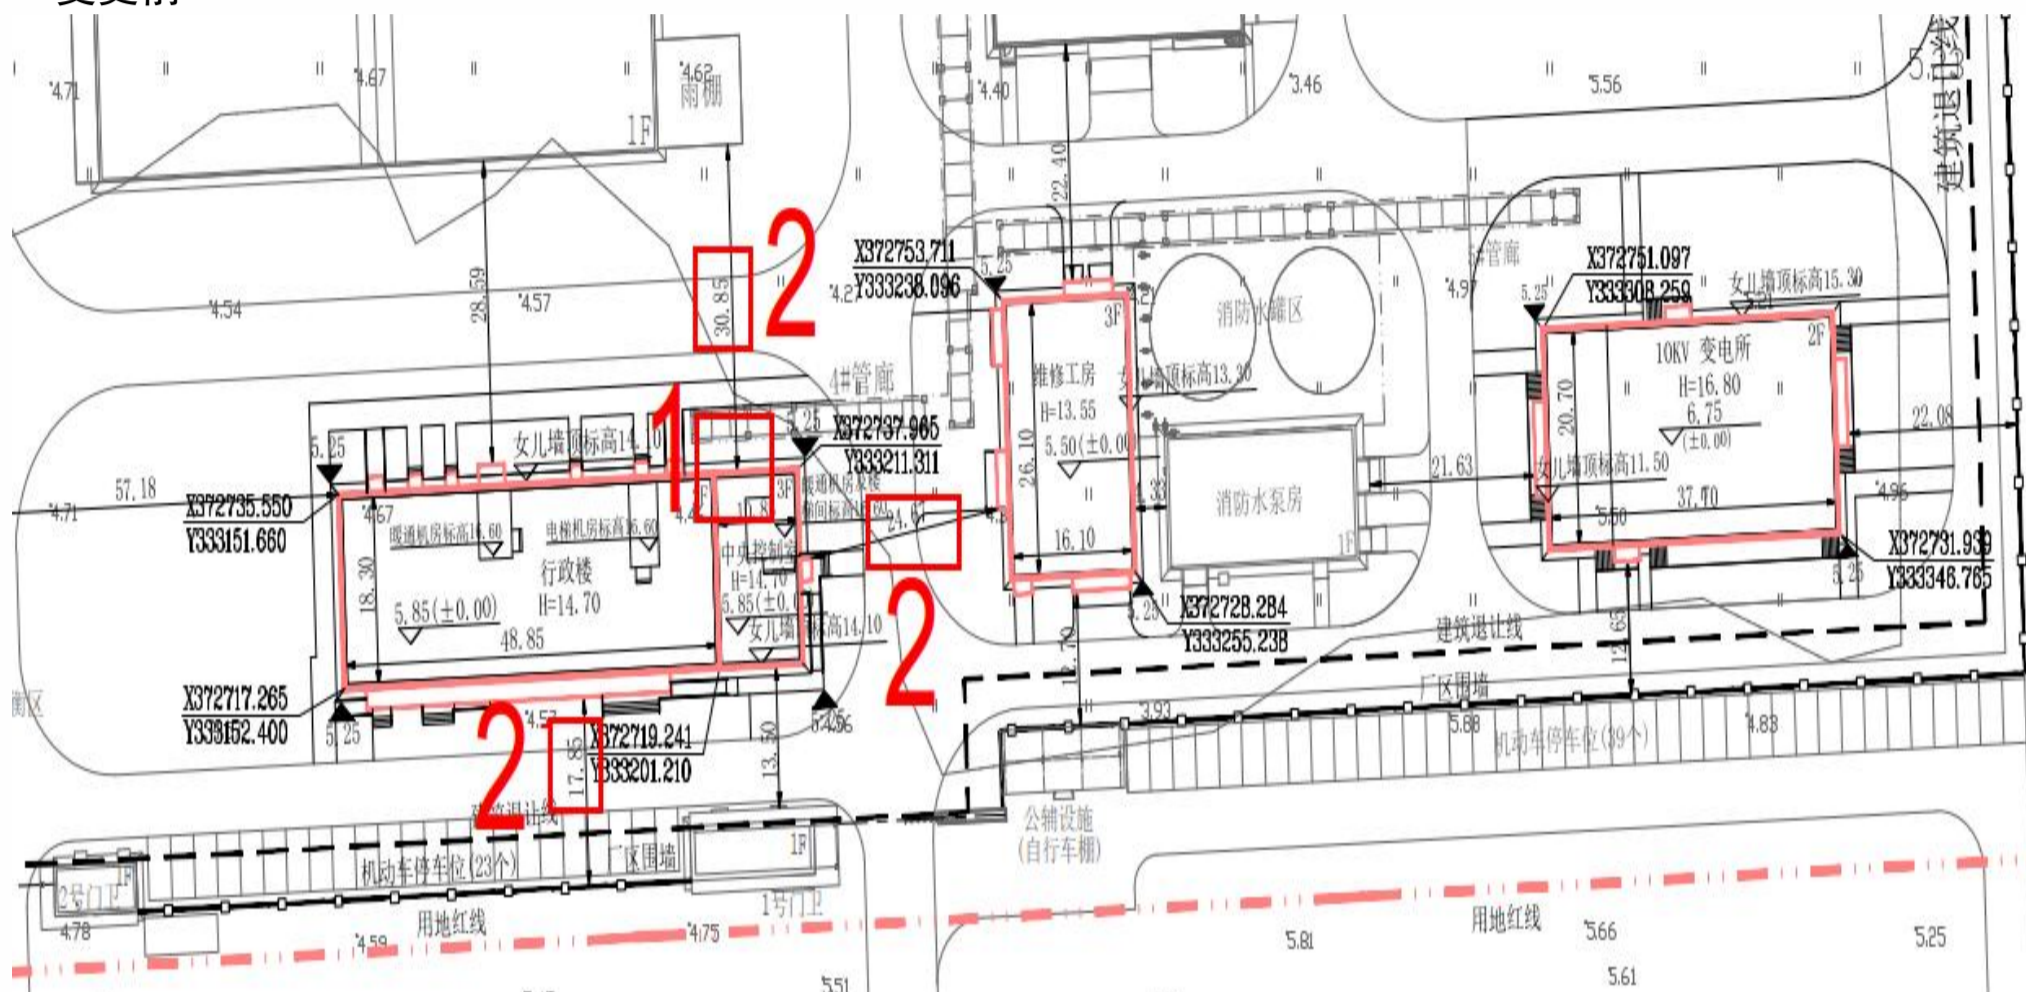 4.71
4.67
4.62
雨棚
1F
4.40
3.46
5.56
建筑退让线
28.59
30.85
2
22.40
4.54
4.57
X372753.711
Y333238.096
5.25
3F
维修工房
H=13.55
5.50(±0.00)
女儿墙顶标高13.30
26.10
16.10
消防水罐区
消防水泵房
1F
X372751.097
Y333308.259
5.25
女儿墙顶标高15.30
2F
10KV 变电所
H=16.80
6.75
(±0.00)
20.70
女儿墙顶标高11.50
37.70
5.50
4.97
4.96
22.08
21.63
X372731.939
Y333346.765
5.25
4#管廊
1
5.25
女儿墙顶标高14.10
5.25
X372737.965
Y333211.311
57.18
4.71
X372735.550
Y333151.660
4.67
暖通机房标高16.60
电梯机房标高16.60
3F
中央控制室
H=14.70
行政楼
H=14.70
5.85(±0.00)
18.30
48.85
女儿墙顶标高14.10
2
X372728.284
Y333255.238
5.25
建筑退让线
厂区围墙
X372717.265
Y333152.400
5.25
4.57
2
17.85
X372719.241
Y333201.210
13.50
3.93
5.88
机动车停车位(39个)
4.83
建筑退让线
机动车停车位(23个)
厂区围墙
1F
1号门卫
1F
2号门卫
4.78
公辅设施
(自行车棚)
用地红线
4.59
4.75
用地红线
5.81
5.66
5.25
5.61
5.51